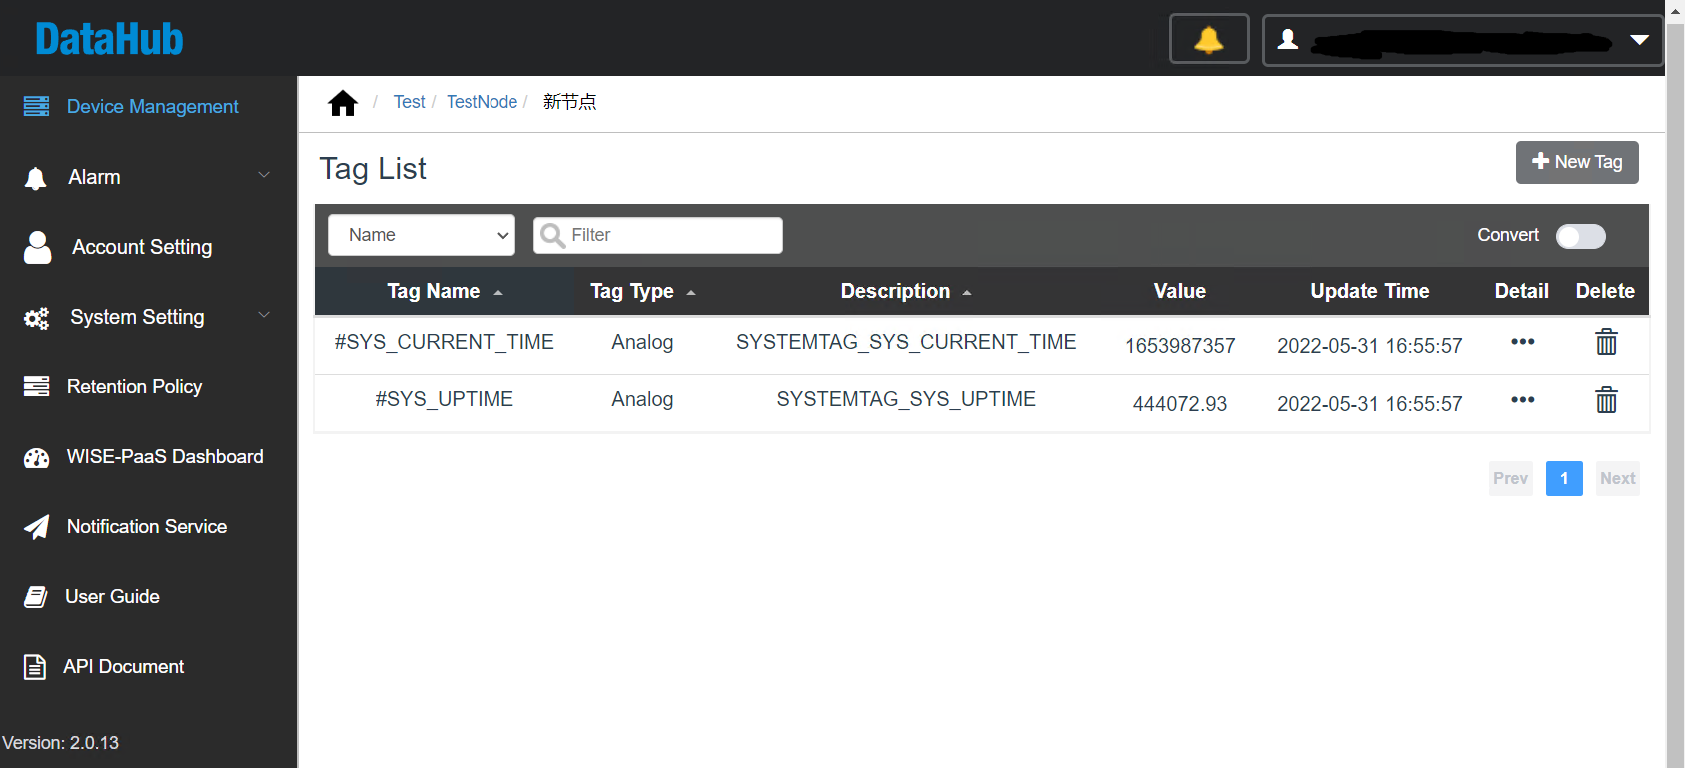 DataHub
Device Management
Alarm
Account Setting
System Setting
Retention Policy
WISE-PaaS Dashboard
Notification Service
User Guide
API Document
Version: 2.0.13
/ Test / TestNode / 新节点
Tag List
New Tag
Name
Filter
Convert
Tag Name Tag Type Description Value Update Time Detail Delete
#SYS_CURRENT_TIME Analog SYSTEMTAG_SYS_CURRENT_TIME 1653987357 2022-05-31 16:55:57
#SYS_UPTIME Analog SYSTEMTAG_SYS_UPTIME 444072.93 2022-05-31 16:55:57
Prev 1 Next